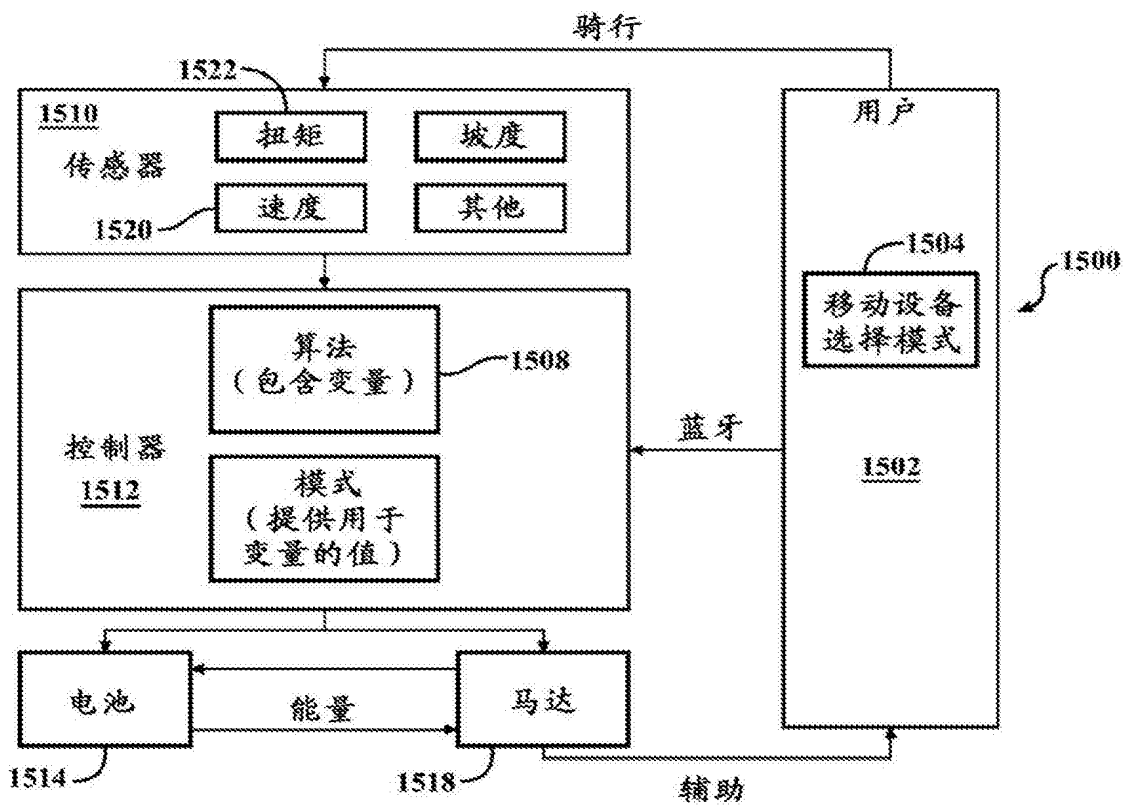 骑行
1522
1510
扭矩
坡度
传感器
速度
其他
1520
用户
1504
移动设备
选择模式
1500
1502
算法
（包含变量）
1508
蓝牙
控制器
1512
模式
（提供用于
变量的值）
电池
能量
马达
1514
1518
辅助